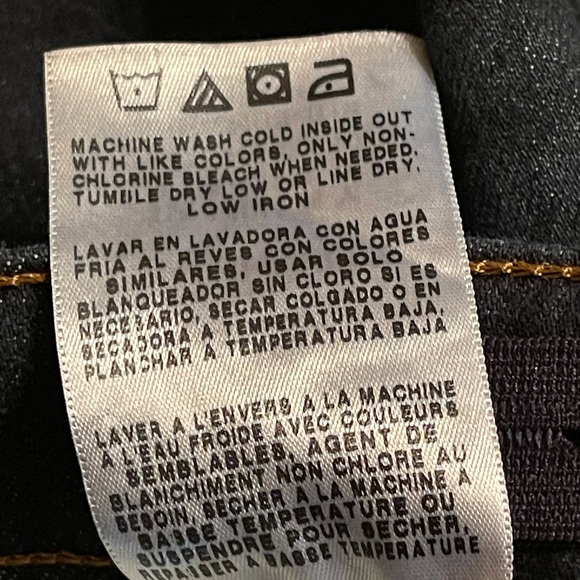 MACHINE WASH COLD INSIDE OUT
WITH LIKE COLORS, ONLY NON-
CHLORINE BLEACH WHEN NEEDED.
TUMBLE DRY LOW OR LINE DRY.
LOW IRON
LAVAR EN LAVADORA CON AGUA
FRIA AL REVES CON COLORES
SIMILARES. USAR SOLO
BLANQUEADOR SIN CLORO SI ES
NECESARIO, SECAR COLGADO O EN
SECADORA A TEMPERATURA BAJA.
PLANCHAR A TEMPERATURA BAJA
LAVER A L'ENVERS A LA MACHINE
A L'EAU FROIDE AVEC COULEURS
SEMBLABLES. AGENT DE
BLANCHIMENT NON CHLORE AU
BESOIN. SECHER A LA MACHINE A
BASSE TEMPERATURE OU
SUSPENDRE POUR SECHER.
REPASSER A BASSE TEMPERATURE